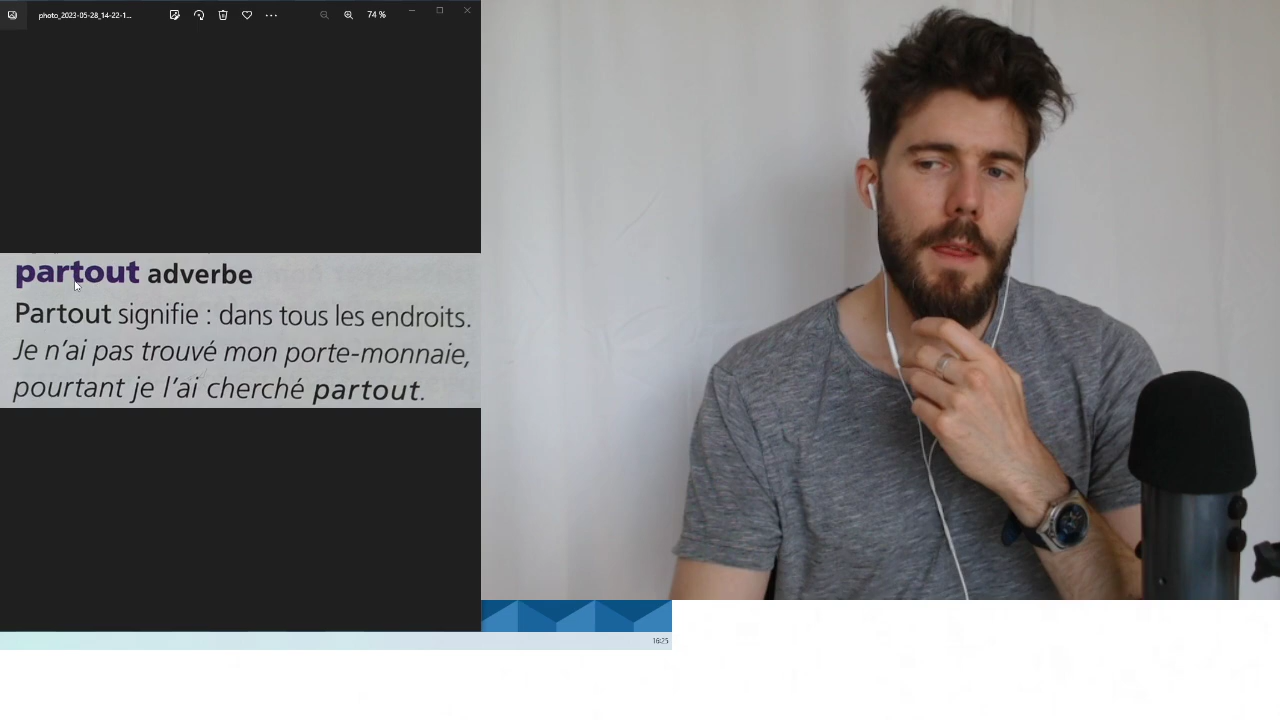 photo_2023-05-28_14-22-1...
74 %
partout adverbe
Partout signifie : dans tous les endroits.
Je n'ai pas trouvé mon porte-monnaie,
pourtant je l'ai cherché partout.
16:25